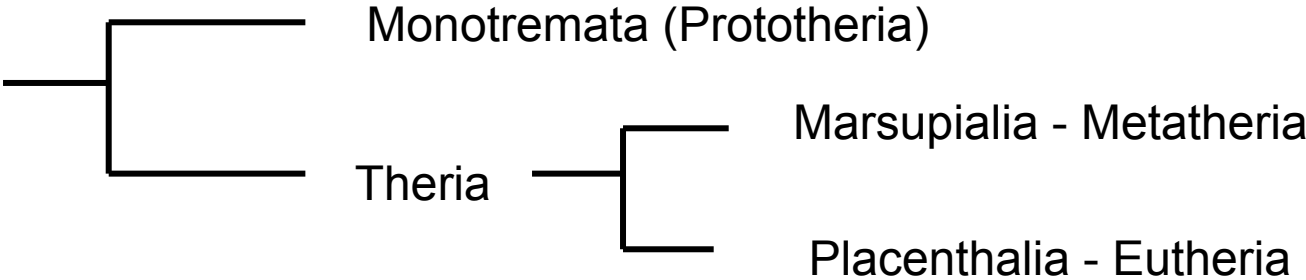 Monotremata (Prototheria)
Marsupialia - Metatheria
Theria
Placenthalia - Eutheria